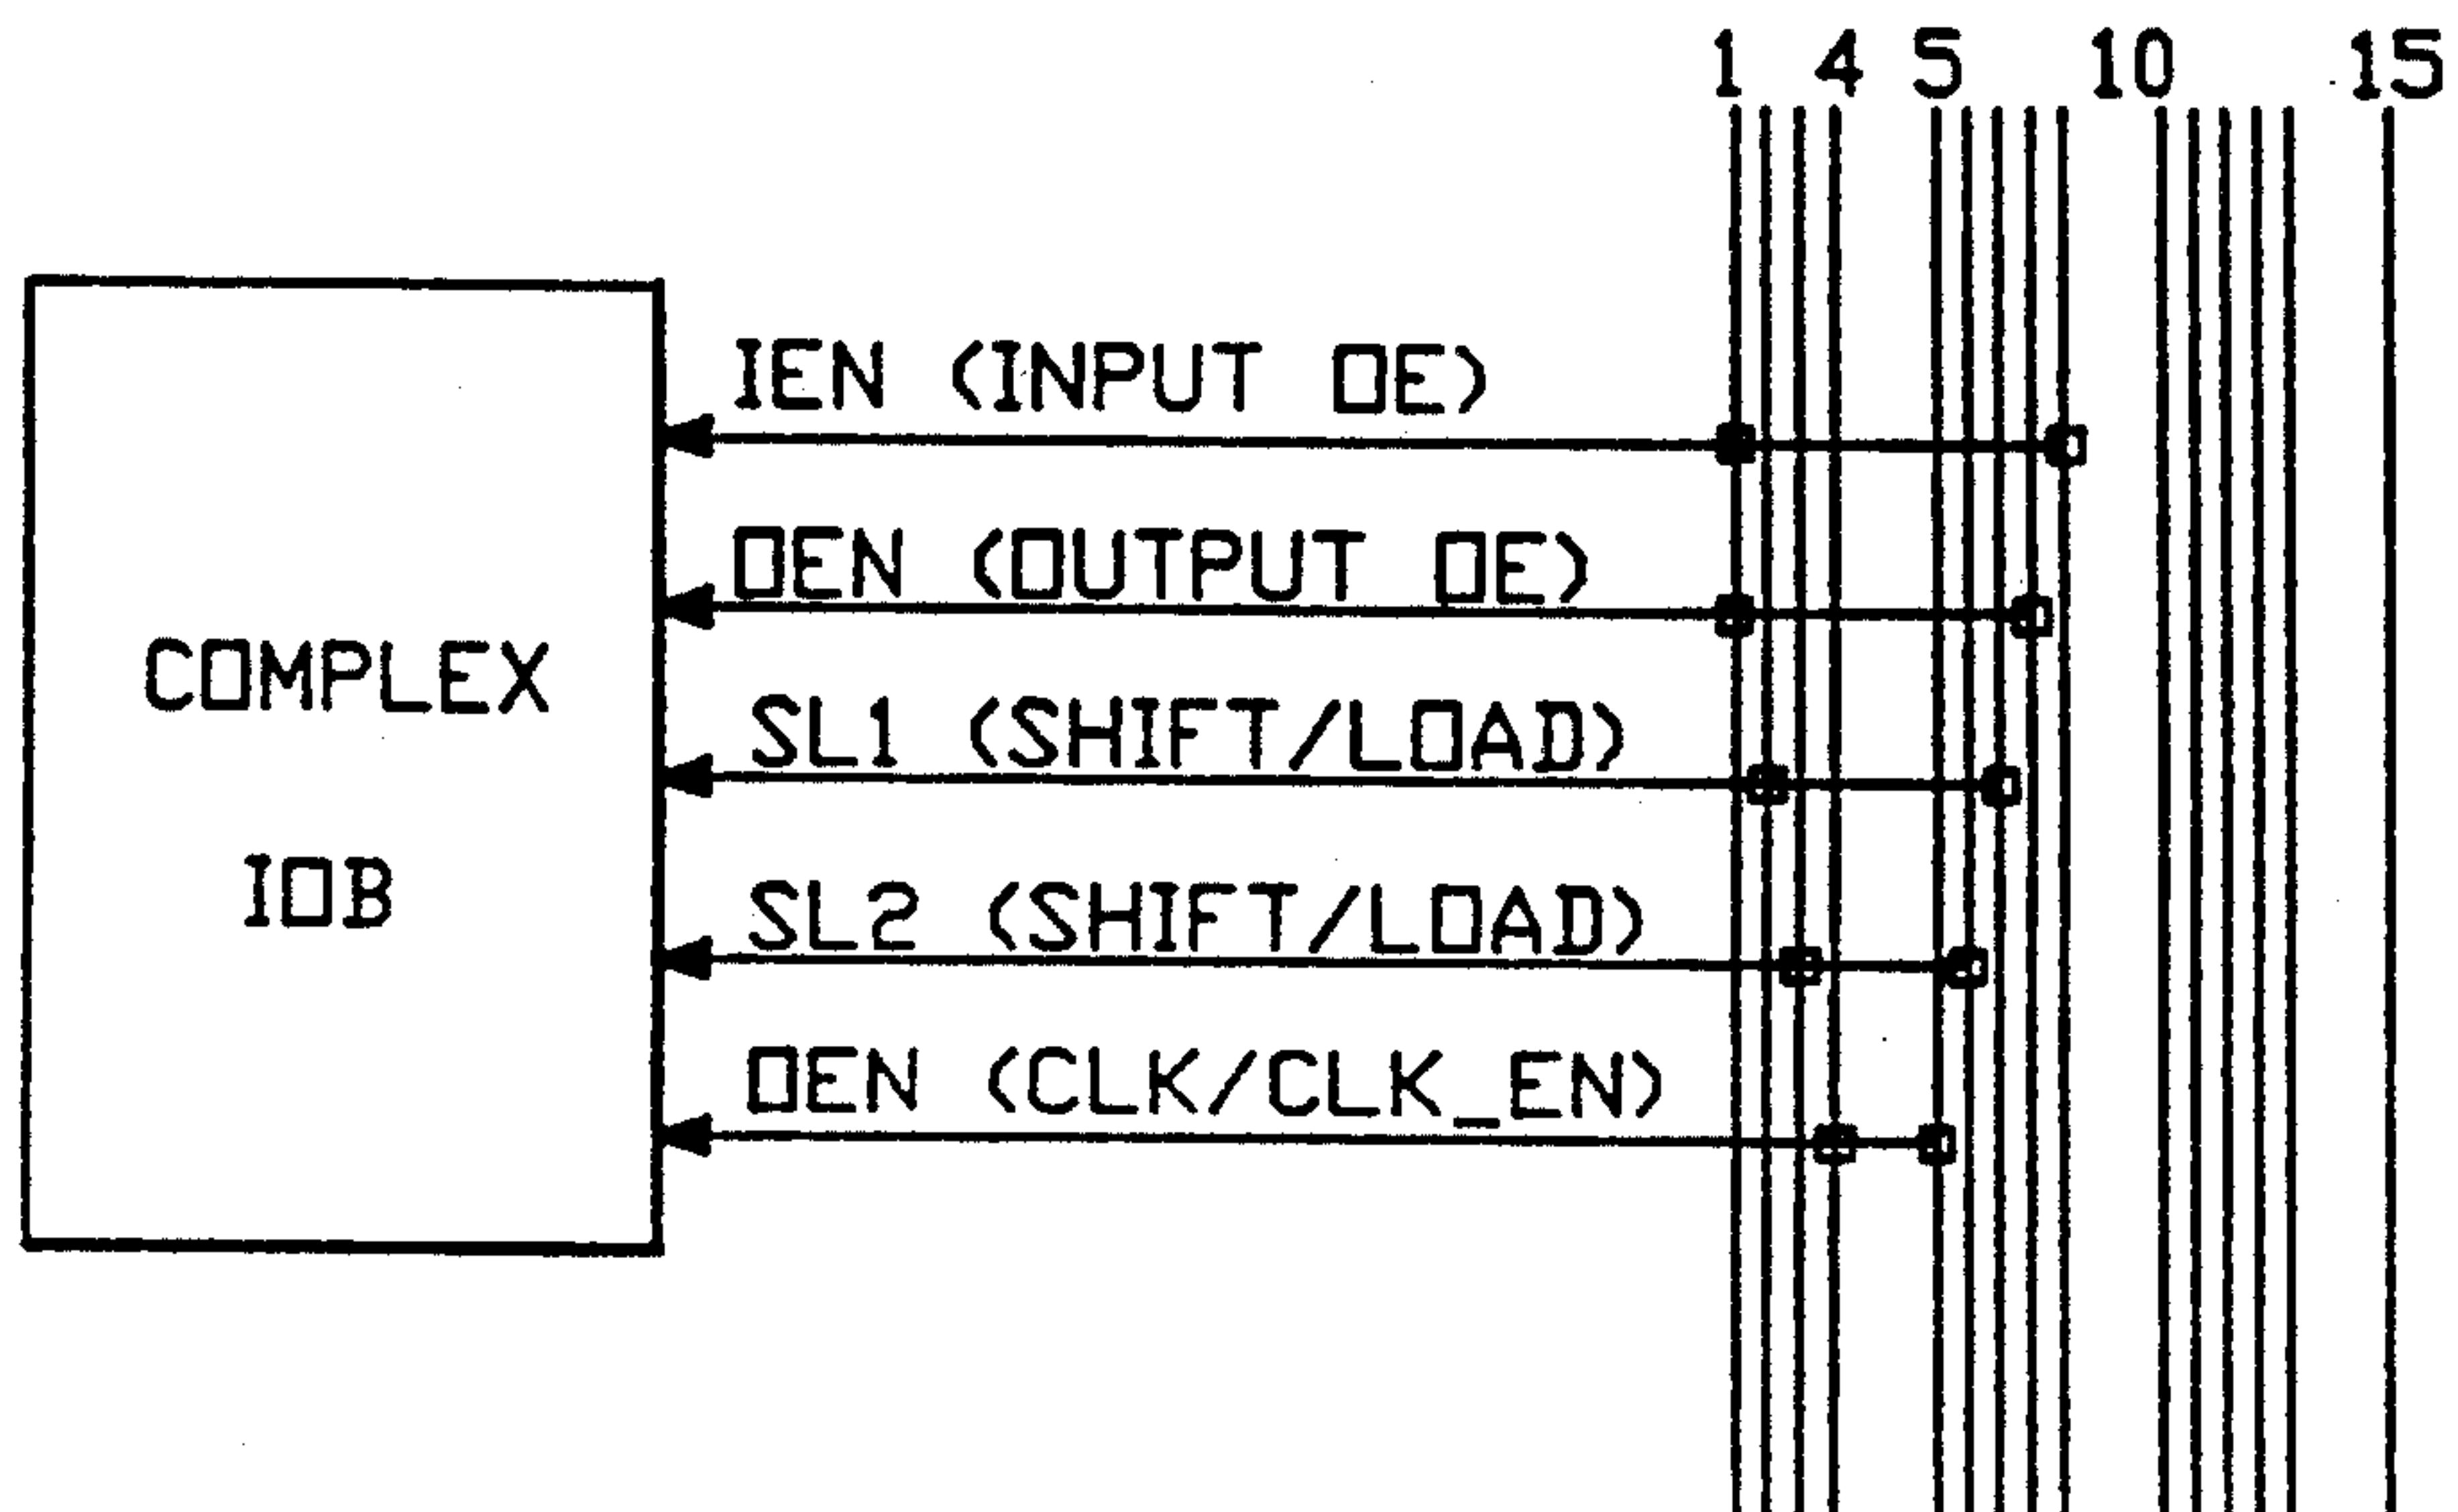 1 4 5 10 15
IEN (INPUT OE)
OEN (OUTPUT OE)
SL1 (SHIFT/LOAD)
COMPLEX
SL2 (SHIFT/LOAD)
IOB
OEN (CLK/CLK_EN)